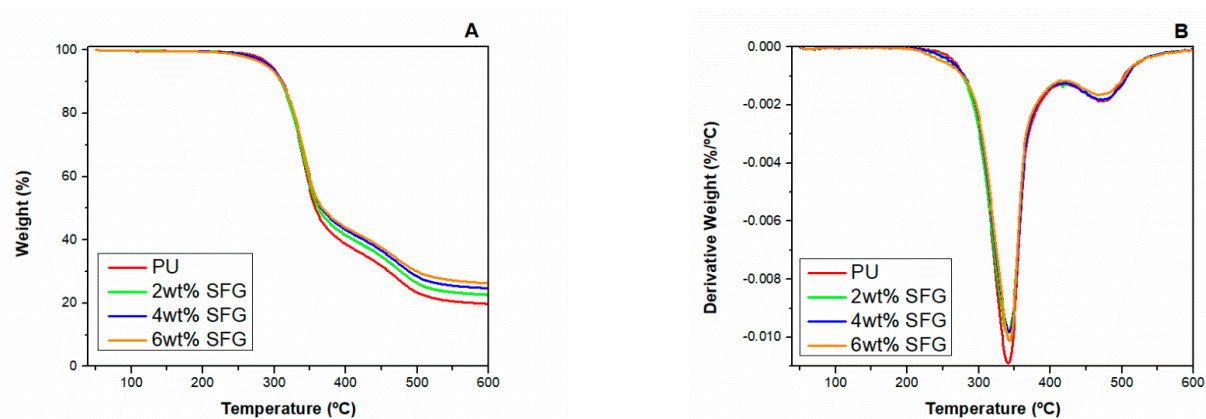 A
100
80
60
40
20
0
Weight (%)
PU
2wt% SFG
4wt% SFG
6wt% SFG
100 200 300 400 500 600
Temperature (ºC)
B
0.000
-0.002
-0.004
-0.006
-0.008
-0.010
Derivative Weight (%/ºC)
PU
2wt% SFG
4wt% SFG
6wt% SFG
100 200 300 400 500 600
Temperature (ºC)